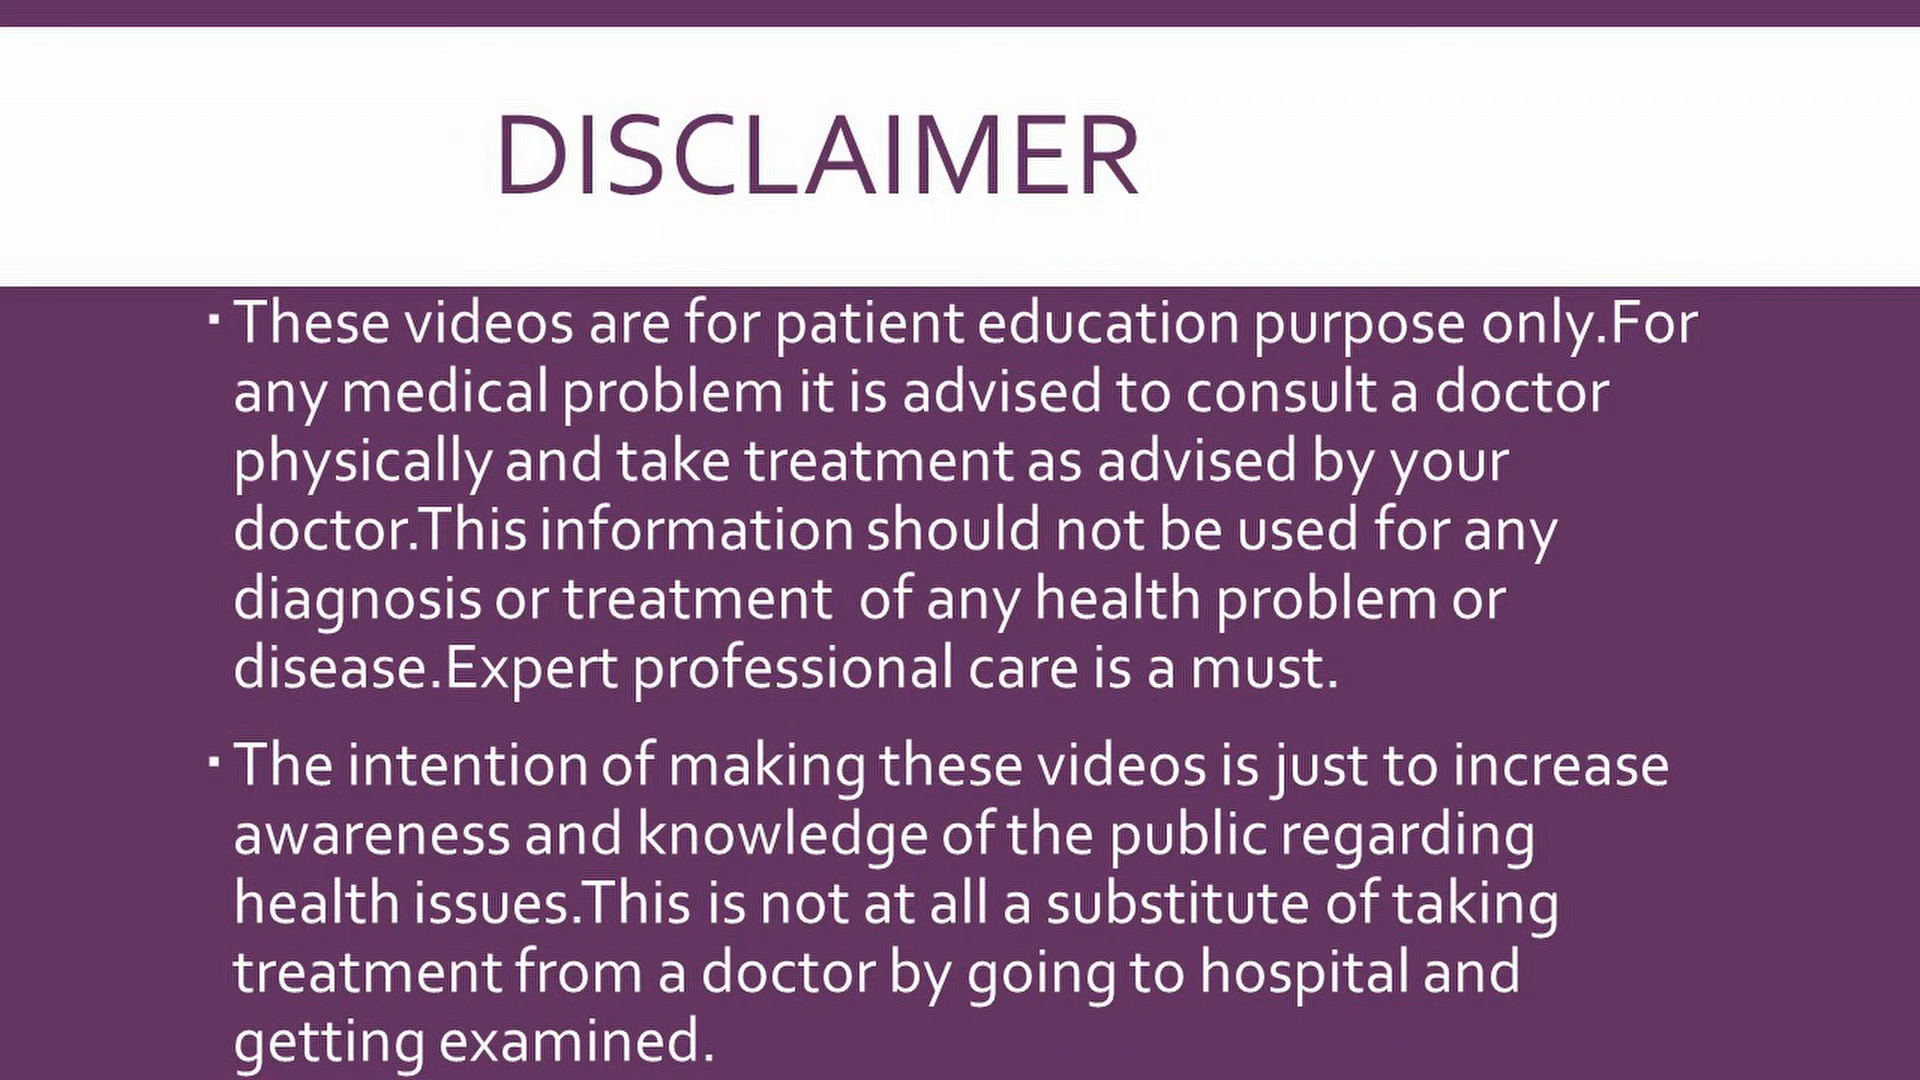 DISCLAIMER
▪ These videos are for patient education purpose only.For
any medical problem it is advised to consult a doctor
physically and take treatment as advised by your
doctor.This information should not be used for any
diagnosis or treatment  of any health problem or
disease.Expert professional care is a must.
▪ The intention of making these videos is just to increase
awareness and knowledge of the public regarding
health issues.This is not at all a substitute of taking
treatment from a doctor by going to hospital and
getting examined.